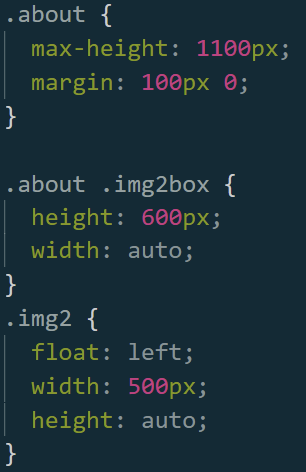 .about {
max-height: 1100px;
margin: 100px 0;
}
.about .img2box {
height: 600px;
width: auto;
}
.img2 {
float: left;
width: 500px;
height: auto;
}